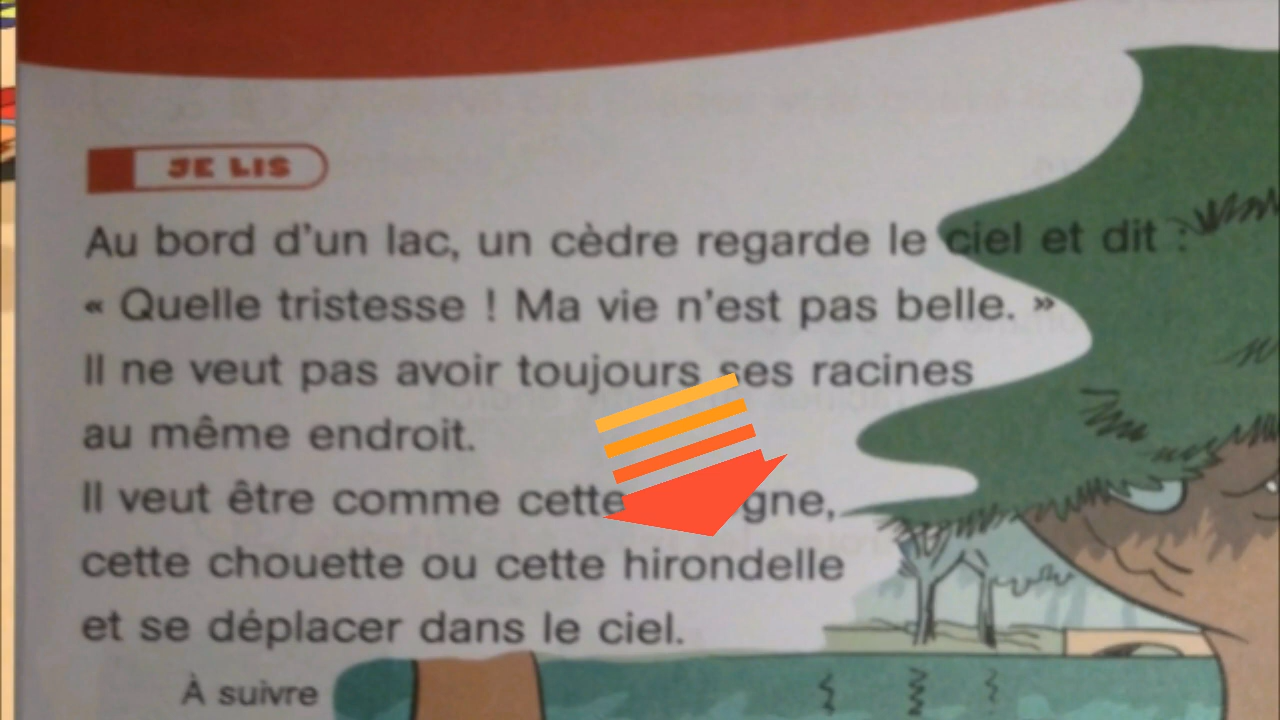 JE LIS
Au bord d'un lac, un cèdre regarde le ciel et dit :
« Quelle tristesse ! Ma vie n'est pas belle. »
Il ne veut pas avoir toujours ses racines
au même endroit.
Il veut être comme cette
cette chouette ou cette hirondelle
et se déplacer dans le ciel.
À suivre